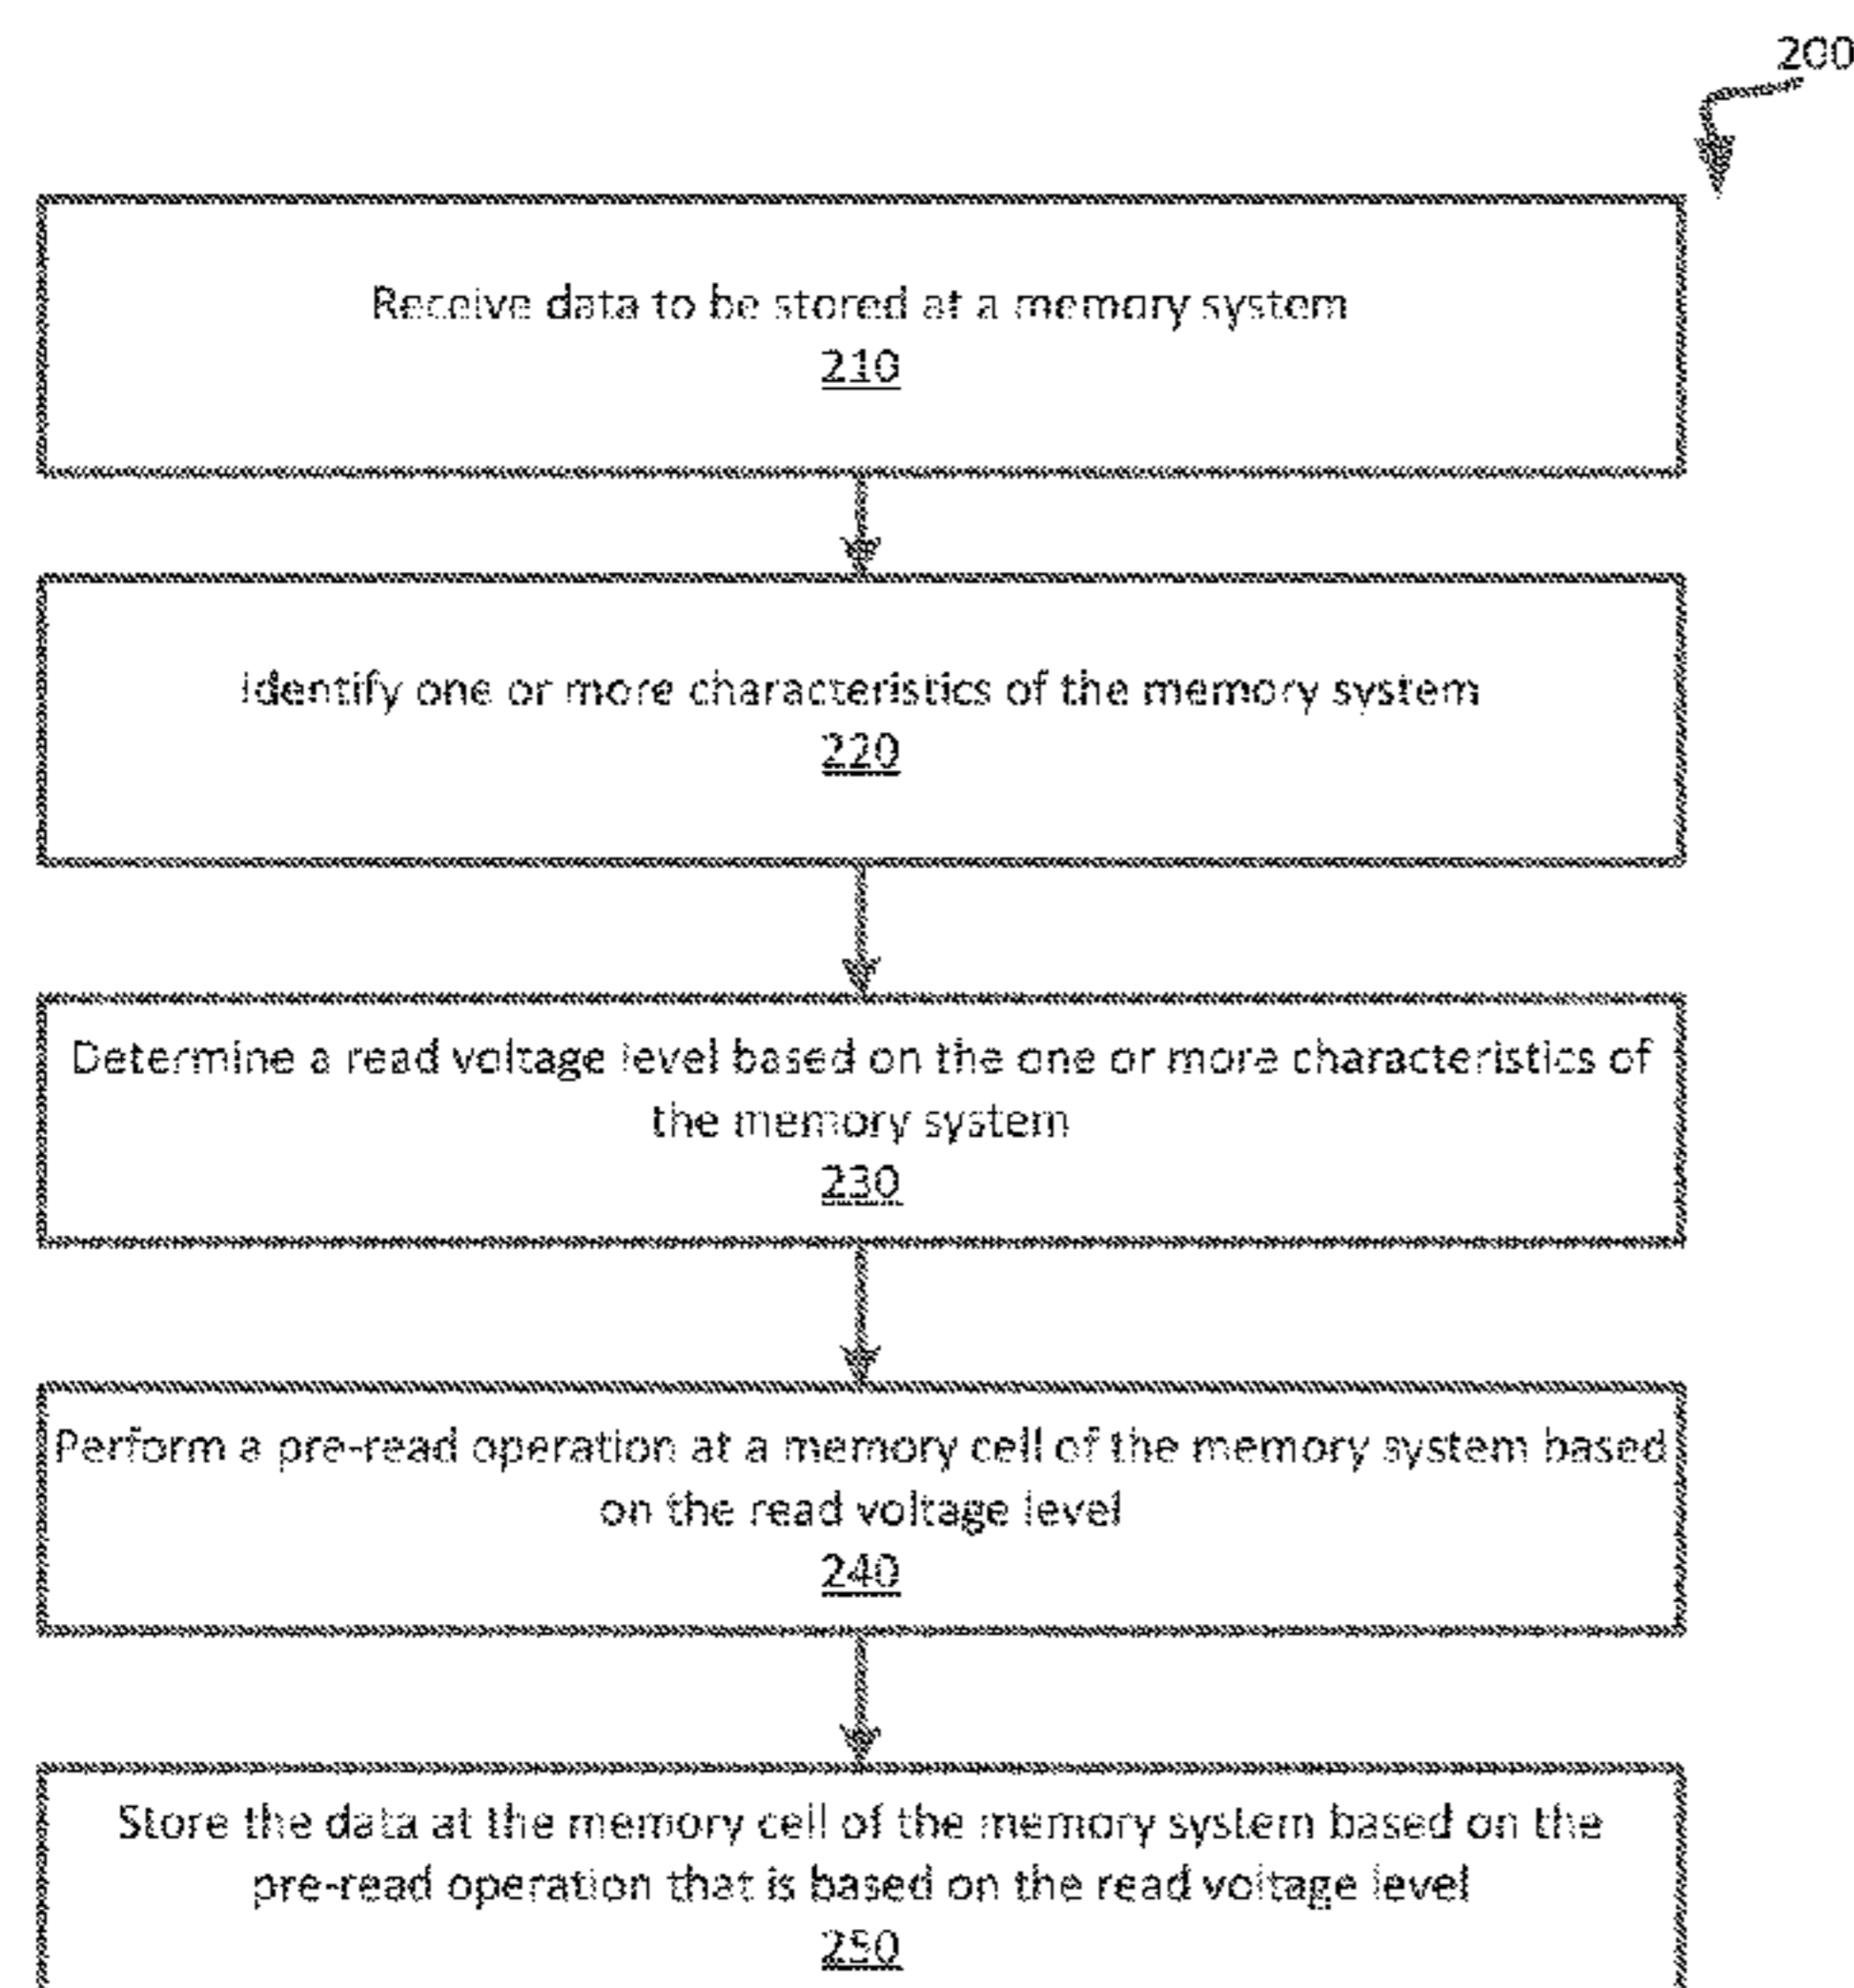 200
Receive data to be stored at a memory system
210
Identify one or more characteristics of the memory system
220
Determine a read voltage level based on the one or more characteristics of
the memory system
230
Perform a pre-read operation at a memory cell of the memory system based
on the read voltage level
240
Store the data at the memory cell of the memory system based on the
pre-read operation that is based on the read voltage level
250